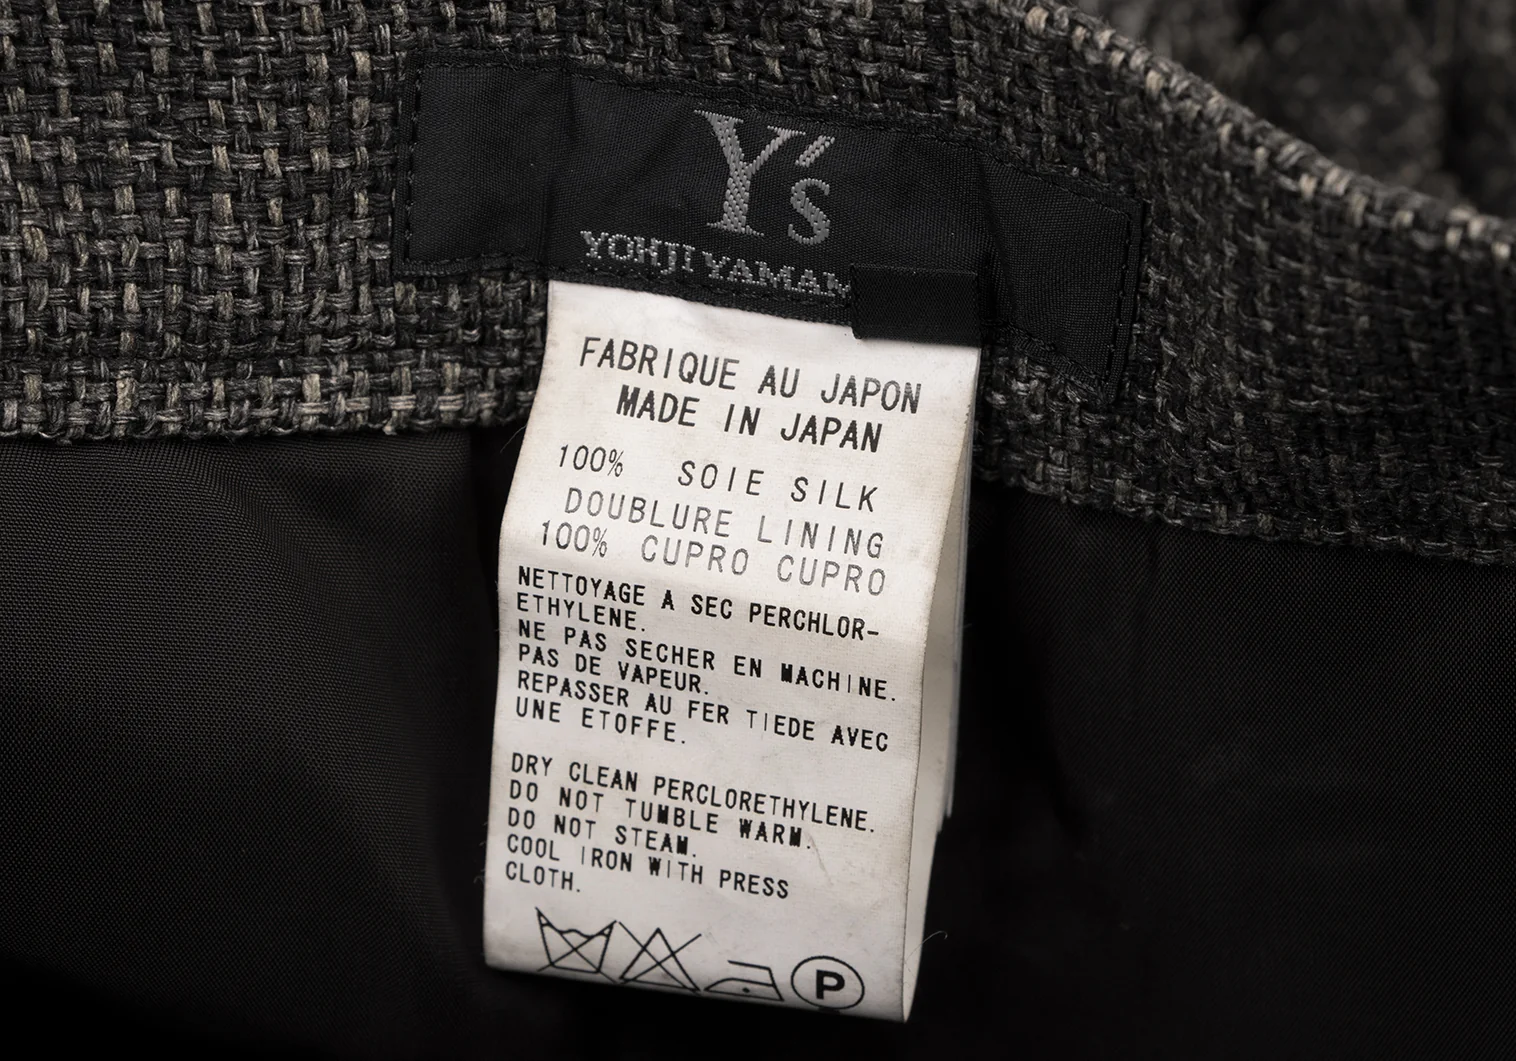 Y's
YOHJI YAMAM
FABRIQUE AU JAPON
MADE IN JAPAN
100% SOIE SILK
DOUBLURE LINING
100% CUPRO CUPRO
NETTOYAGE A SEC PERCHLOR-
ETHYLENE.
NE PAS SECHER EN MACHINE.
PAS DE VAPEUR.
REPASSER AU FER TIEDE AVEC
UNE ETOFFE.
DRY CLEAN PERCLORETHYLENE.
DO NOT TUMBLE WARM.
DO NOT STEAM.
COOL IRON WITH PRESS
CLOTH.
P